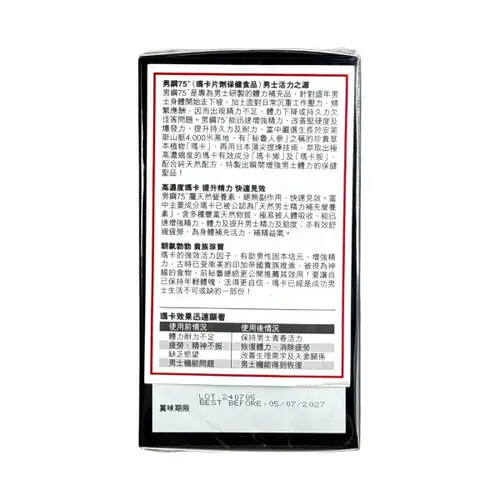 男鋼75°（瑪卡片劑保健食品）男士活力之源
男鋼75°是專為男士研製的體力補充品，針對盛年男
士身體開始走下坡。加上面對日常沉重工作壓力、頻
繁應酬，因而出現精力不足、體力下降或持久力欠
佳等問題。男鋼75°能迅速增強精力、改善堅硬度及
爆發力，提升持久力及耐力，當中嚴選生長於安第
斯山脈4,000米高地，有「秘魯人參」之稱的珍貴草
本植物「瑪卡」，再用日本頂尖提煉技術，萃取出極
高濃縮度的瑪卡有效成分「瑪卡烯」及「瑪卡胺」，
配合純天然配方，特製出瞬間增強男士體力的保健
聖品！
高濃度瑪卡 提升精力 快速見效
男鋼75°屬天然營養素，絕無副作用，快速見效。當
中主要成分瑪卡已被公認為「天然男士精力補充營養
素」，含多種豐富天然物質，極易被人體吸收，能迅
速增強精力、體力及提升男士精力及勁度；亦有效舒
緩疲勞，為身體補充活力、補精益氣。
朝氣勃勃 貴族珍寶
瑪卡的強效活力因子，有助男性固本培元，增強精
力，古時已受南美的印加帝國貴族推崇，被視為神
賜的食物，前秘魯總統更公開推薦其效用！要讓自
己保持年輕體魄，活得更自信，瑪卡已經是成功男
士生活不可或缺的一部份！
瑪卡效果迅速顯著
使用前情況 使用後情況
體力耐力不足 保持男士青春活力
疲勞、精神不振 恢復體力、消除疲勞
缺乏慾望 改善生理需求及夫妻關係
男士機能問題 男士機能得到恢復
LOT:240705
賞味期限 BEST BEFORE:05/07/2027